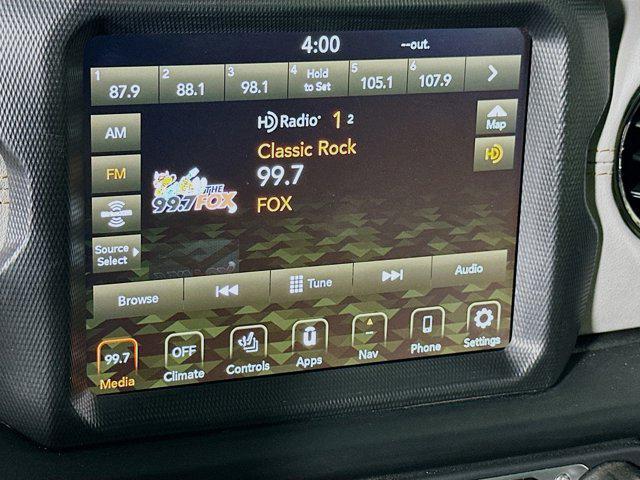 4:00 --out.
1 87.9 2 88.1 3 98.1 4 Hold to Set 5 105.1 6 107.9
AM
HD Radio 1 2
Map
Classic Rock
FM
99.7
HD
THE
99.7 FOX
FOX
Source Select
Browse Tune Audio
99.7 OFF
Media Climate Controls Apps Nav Phone Settings